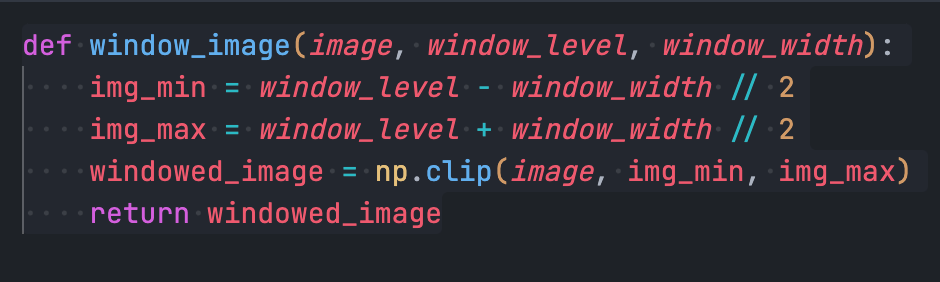 def window_image(image, window_level, window_width):
    img_min = window_level - window_width // 2
    img_max = window_level + window_width // 2
    windowed_image = np.clip(image, img_min, img_max)
    return windowed_image